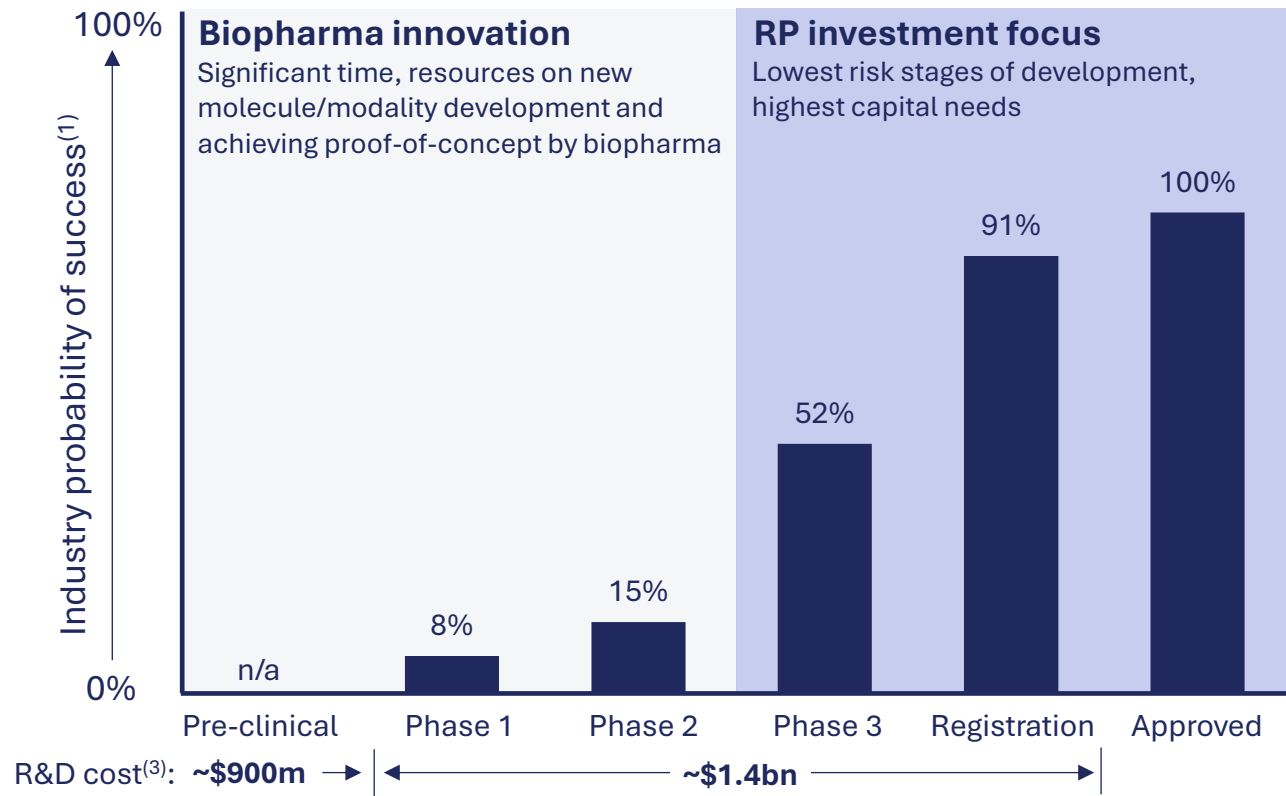 100%
Biopharma innovation
Significant time, resources on new
molecule/modality development and
achieving proof-of-concept by biopharma
RP investment focus
Lowest risk stages of development,
highest capital needs
Industry probability of success(1)
n/a
8%
15%
52%
91%
100%
0%
Pre-clinical
Phase 1
Phase 2
Phase 3
Registration
Approved
R&D cost(3): ~$900m
~$1.4bn